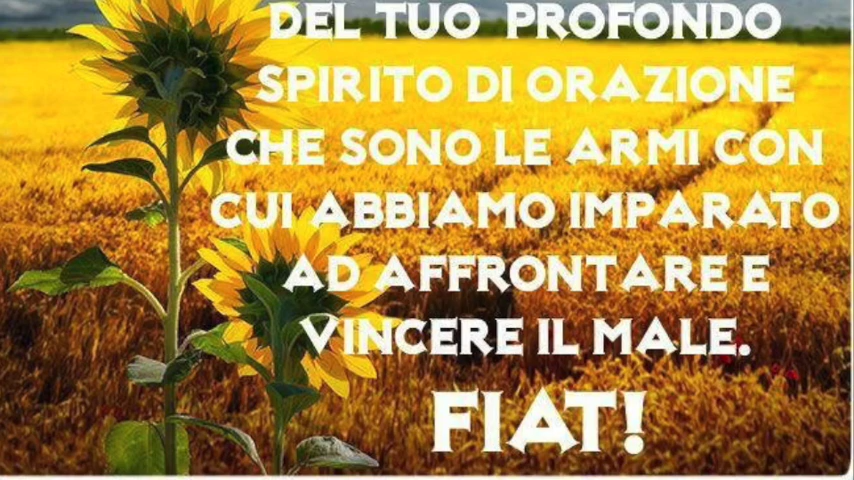 DEL TUO PROFONDO
SPIRITO DI ORAZIONE
CHE SONO LE ARMI CON
CUI ABBIAMO IMPARATO
AD AFFRONTARE E
VINCERE IL MALE.
FIAT!